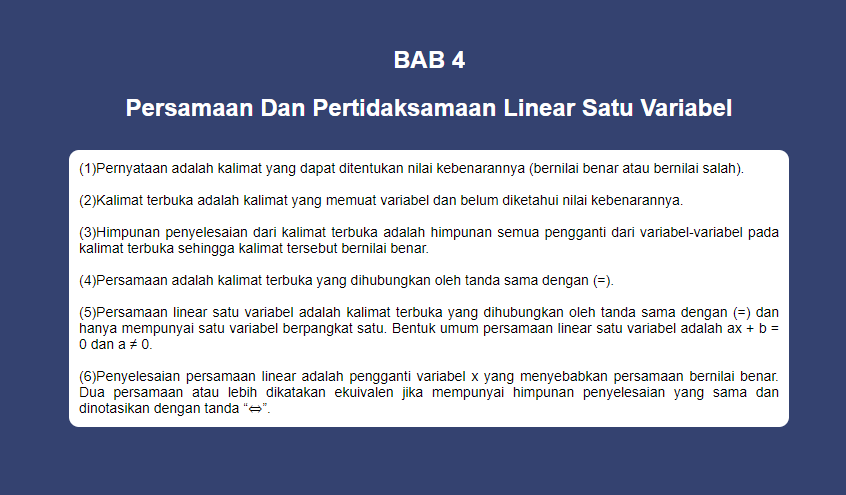 BAB 4
Persamaan Dan Pertidaksamaan Linear Satu Variabel
(1)Pernyataan adalah kalimat yang dapat ditentukan nilai kebenarannya (bernilai benar atau bernilai salah).
(2)Kalimat terbuka adalah kalimat yang memuat variabel dan belum diketahui nilai kebenarannya.
(3)Himpunan penyelesaian dari kalimat terbuka adalah himpunan semua pengganti dari variabel-variabel pada
kalimat terbuka sehingga kalimat tersebut bernilai benar.
(4)Persamaan adalah kalimat terbuka yang dihubungkan oleh tanda sama dengan (=).
(5)Persamaan linear satu variabel adalah kalimat terbuka yang dihubungkan oleh tanda sama dengan (=) dan
hanya mempunyai satu variabel berpangkat satu. Bentuk umum persamaan linear satu variabel adalah ax + b =
0 dan a ≠ 0.
(6)Penyelesaian persamaan linear adalah pengganti variabel x yang menyebabkan persamaan bernilai benar.
Dua persamaan atau lebih dikatakan ekuivalen jika mempunyai himpunan penyelesaian yang sama dan
dinotasikan dengan tanda “⇔”.